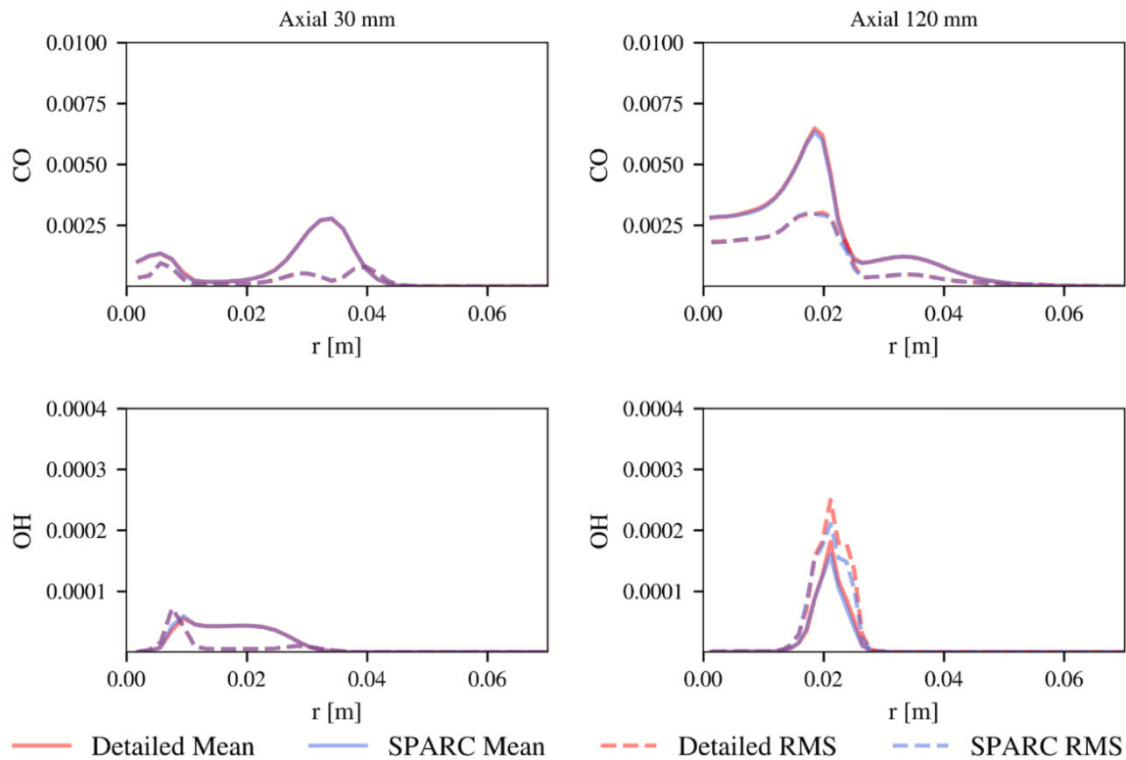 Axial 30 mm
Axial 120 mm
0.0100
0.0075
0.0050
0.0025
CO
0.00 0.02 0.04 0.06
r [m]
0.0100
0.0075
0.0050
0.0025
CO
0.00 0.02 0.04 0.06
r [m]
0.0004
0.0003
0.0002
0.0001
OH
0.00 0.02 0.04 0.06
r [m]
0.0004
0.0003
0.0002
0.0001
OH
0.00 0.02 0.04 0.06
r [m]
Detailed Mean SPARC Mean Detailed RMS SPARC RMS